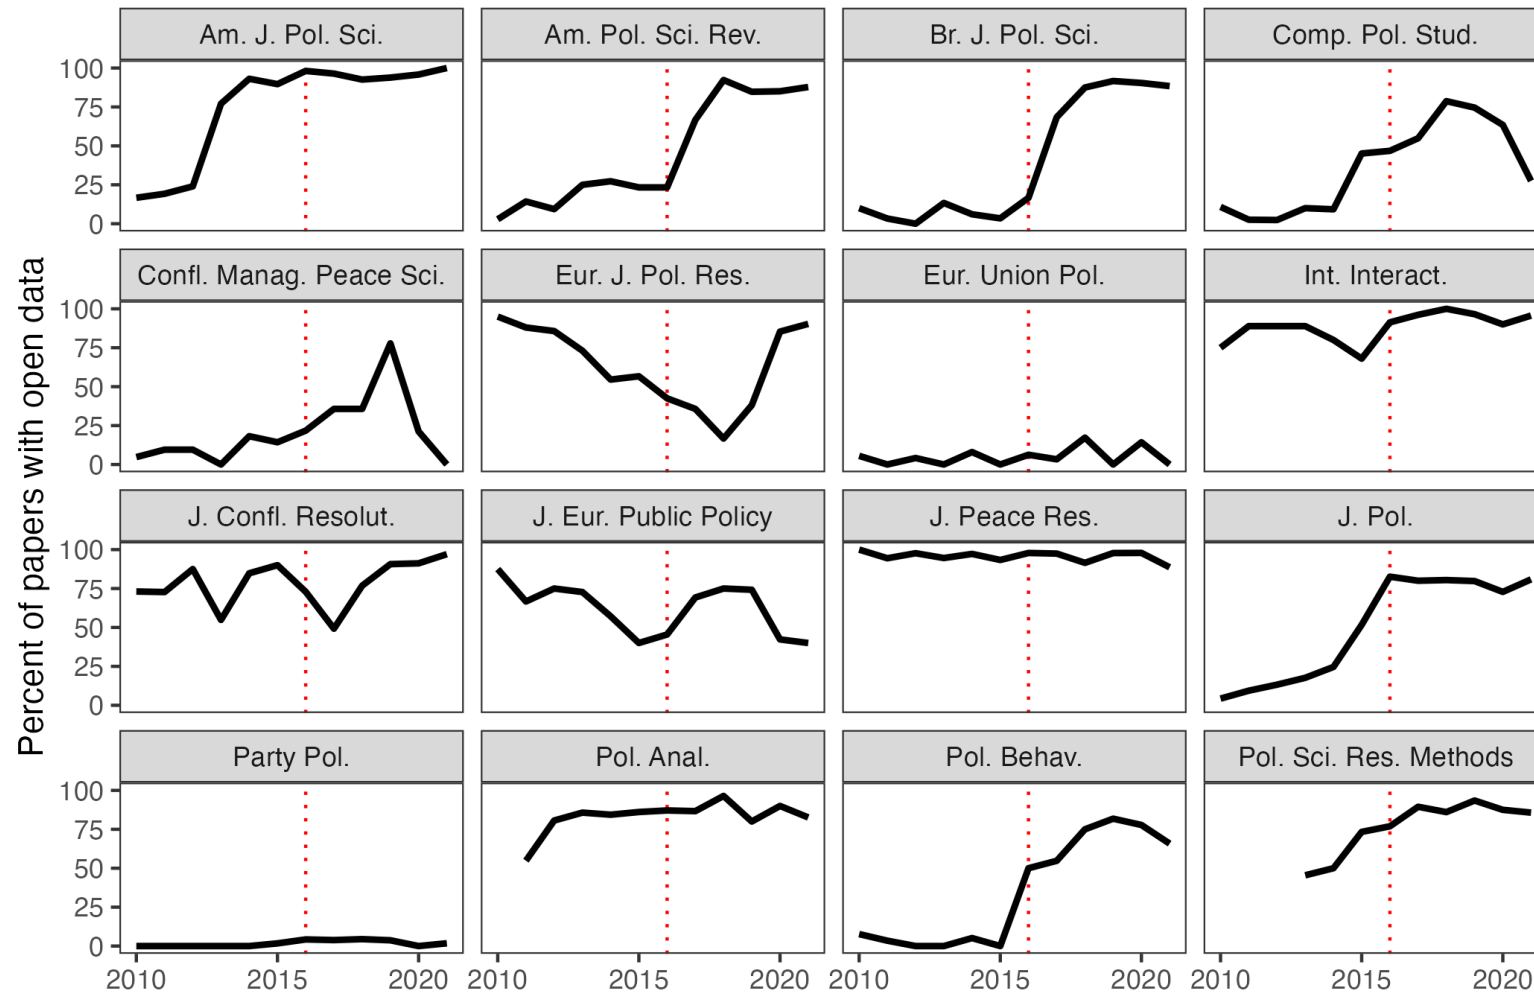 Am. J. Pol. Sci.
Am. Pol. Sci. Rev.
Br. J. Pol. Sci.
Comp. Pol. Stud.
100
75
50
25
0
Confl. Manag. Peace Sci.
Eur. J. Pol. Res.
Eur. Union Pol.
Int. Interact.
100
75
50
25
0
Percent of papers with open data
J. Confl. Resolut.
J. Eur. Public Policy
J. Peace Res.
J. Pol.
100
75
50
25
0
Party Pol.
Pol. Anal.
Pol. Behav.
Pol. Sci. Res. Methods
100
75
50
25
0
2010 2015 2020 2010 2015 2020 2010 2015 2020 2010 2015 2020